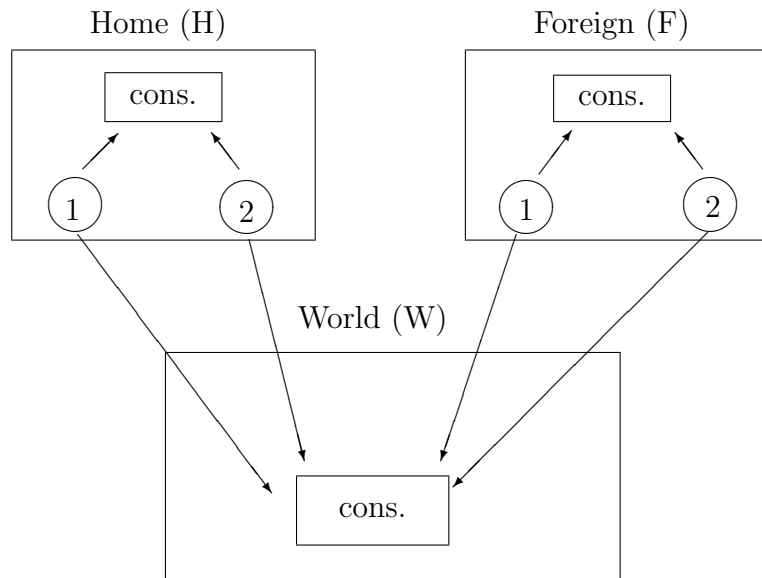 Home (H)
Foreign (F)
cons.
cons.
1
2
1
2
World (W)
cons.